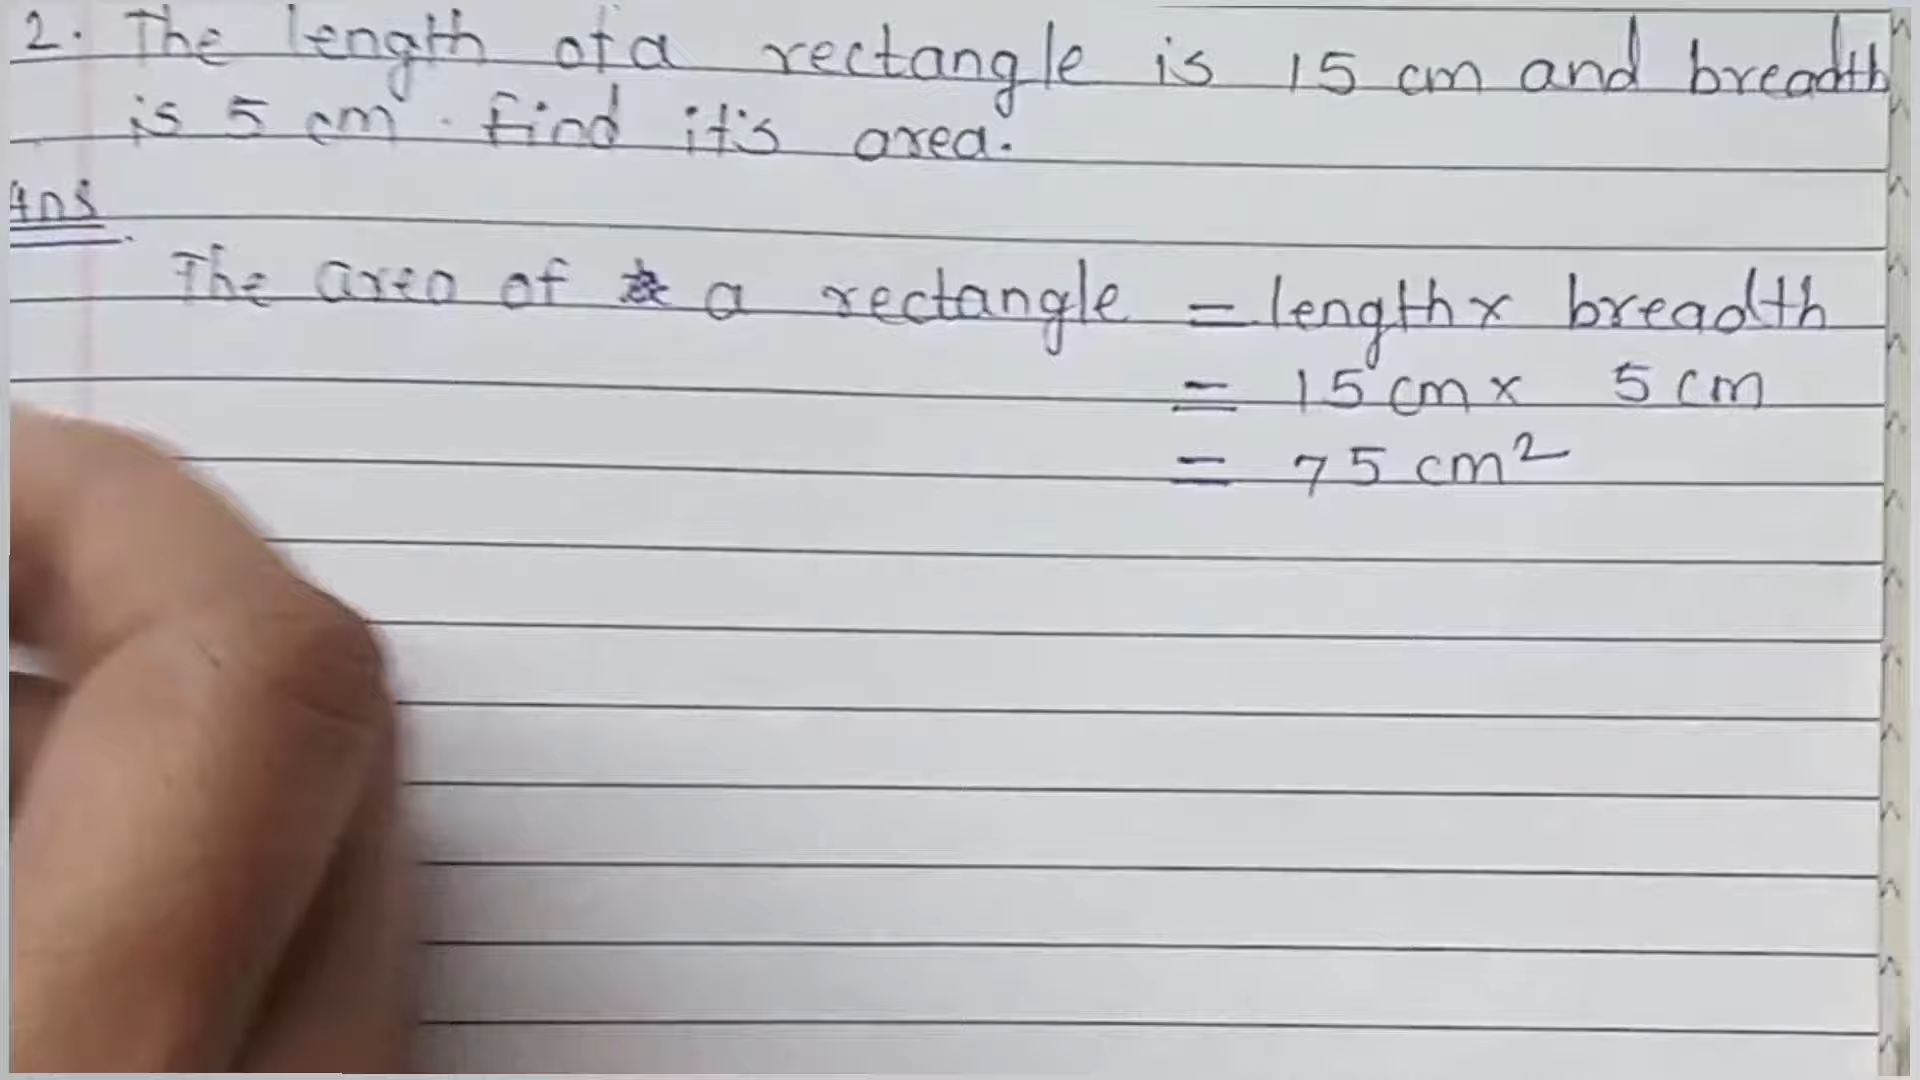 2. The length of a rectangle is 15 cm and breadth
is 5 cm. find it's area.
Ans
The area of a rectangle = length x breadth
= 15 cm x 5 cm
= 75 cm²